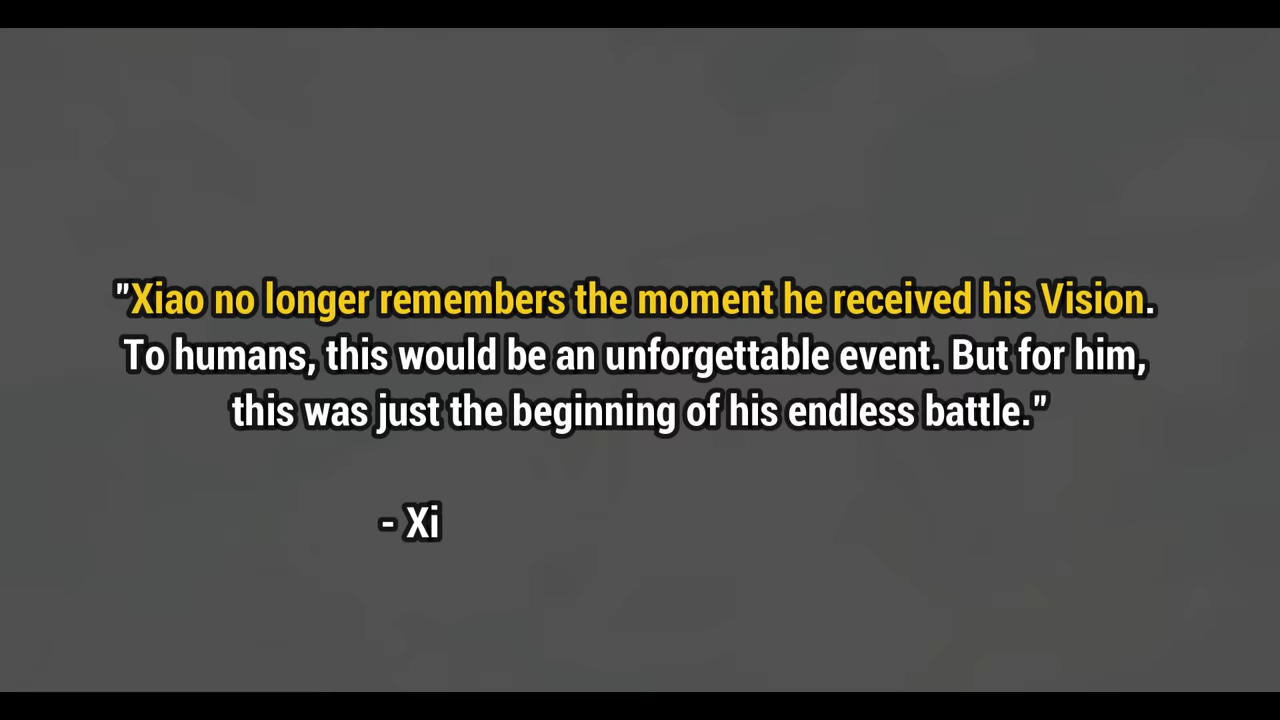 "Xiao no longer remembers the moment he received his Vision.
To humans, this would be an unforgettable event. But for him,
this was just the beginning of his endless battle."
- Xi